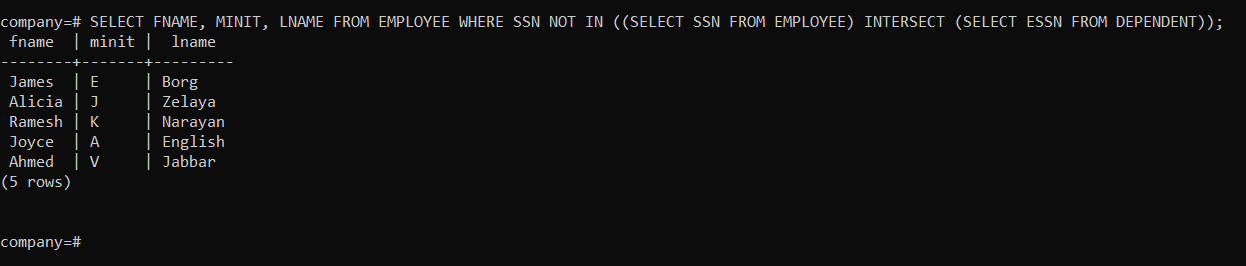 company=# SELECT FNAME, MINIT, LNAME FROM EMPLOYEE WHERE SSN NOT IN ((SELECT SSN FROM EMPLOYEE) INTERSECT (SELECT ESSN FROM DEPENDENT));
 fname  | minit |  lname
--------+-------+---------
 James  | E     | Borg
 Alicia | J     | Zelaya
 Ramesh | K     | Narayan
 Joyce  | A     | English
 Ahmed  | V     | Jabbar
(5 rows)
company=#